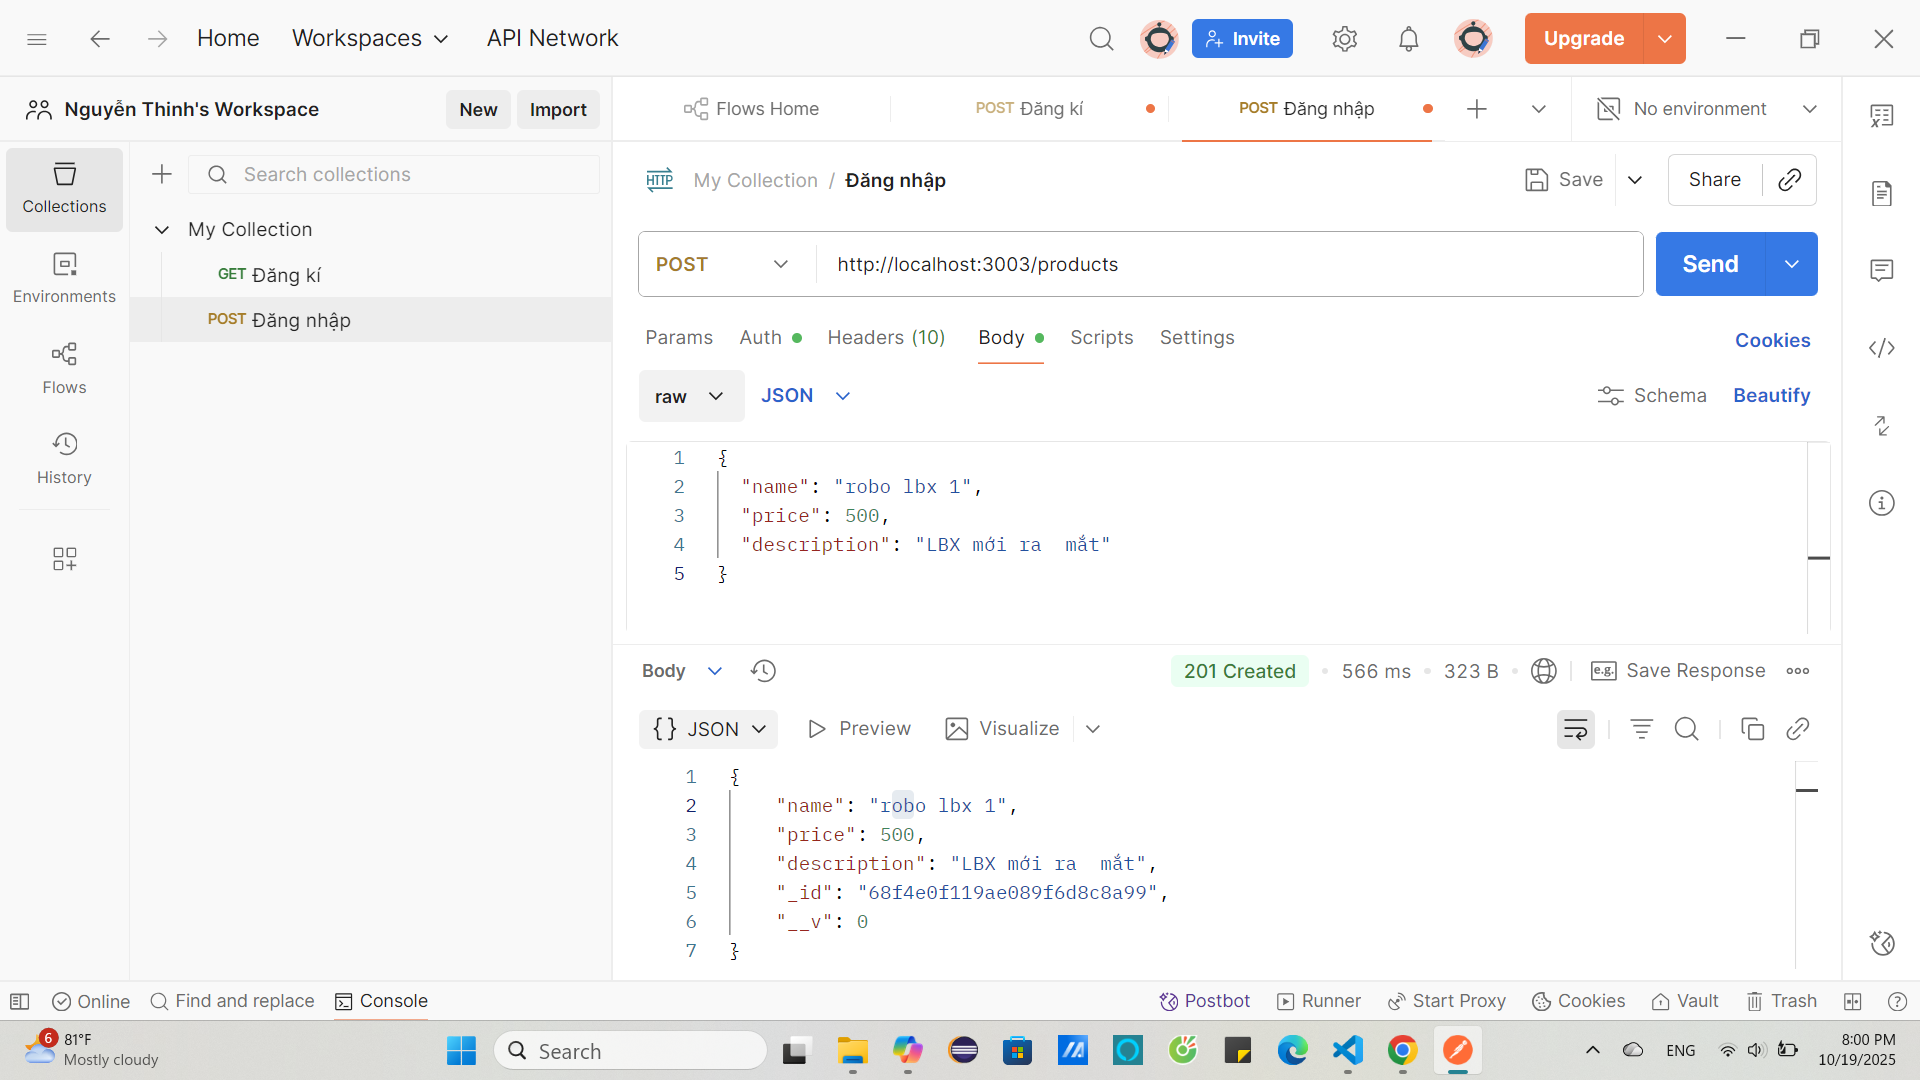 Home Workspaces API Network Invite Upgrade
Nguyễn Thinh's Workspace New Import
Flows Home POST Đăng kí POST Đăng nhập No environment
Collections
Environments
Flows
History
Search collections
My Collection
GET Đăng kí
POST Đăng nhập
HTTP My Collection / Đăng nhập Save Share
POST http://localhost:3003/products Send
Params Auth Headers (10) Body Scripts Settings Cookies
raw JSON Schema Beautify
1 {
2 "name": "robo lbx 1",
3 "price": 500,
4 "description": "LBX mới ra  mắt"
5 }
Body 201 Created 566 ms 323 B e.g. Save Response
{} JSON Preview Visualize
1 {
2 "name": "robo lbx 1",
3 "price": 500,
4 "description": "LBX mới ra  mắt",
5 "_id": "68f4e0f119ae089f6d8c8a99",
6 "__v": 0
7 }
Online Find and replace Console Postbot Runner Start Proxy Cookies Vault Trash
6 81°F
Mostly cloudy
Search
ENG
8:00 PM
10/19/2025